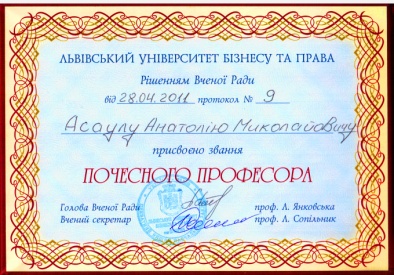 ЛЬВІВСЬКИЙ УНІВЕРСИТЕТ БІЗНЕСУ ТА ПРАВА
Рішенням Вченої Ради
від 28.04.2011 протокол № 9
Асаулу Анатолію Миколайовичу
присвоєно звання
ПОЧЕСНОГО ПРОФЕСОРА
Голова Вченої Ради проф. Л. Янковська
Вчений секретар проф. Л. Сопільник